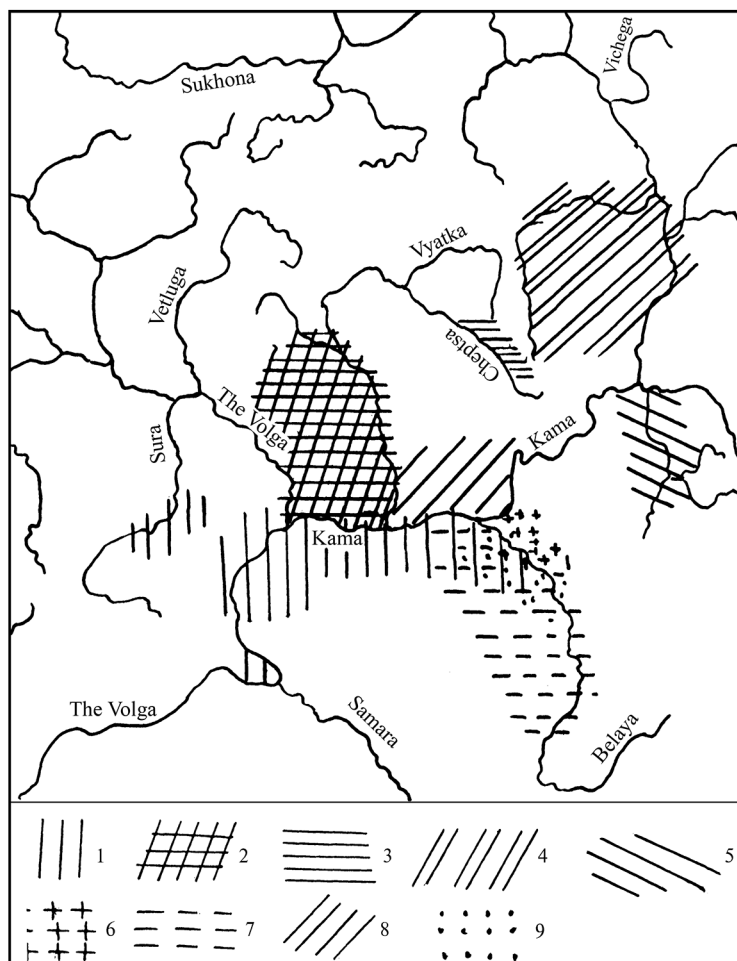 Sukhona
Vichega
Vyatka
Vetluga
Cheptsa
The Volga
Sura
Kama
Kama
The Volga
Samara
Belaya
1
2
3
4
5
6
7
8
9